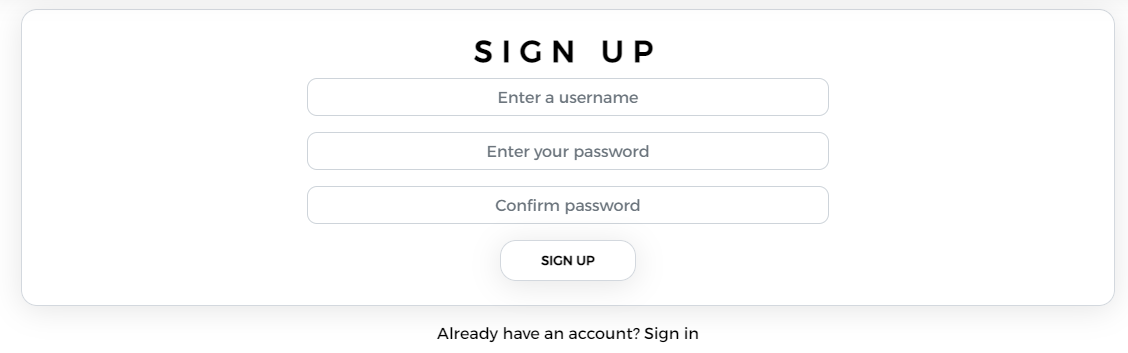 SIGN UP
Enter a username
Enter your password
Confirm password
SIGN UP
Already have an account? Sign in